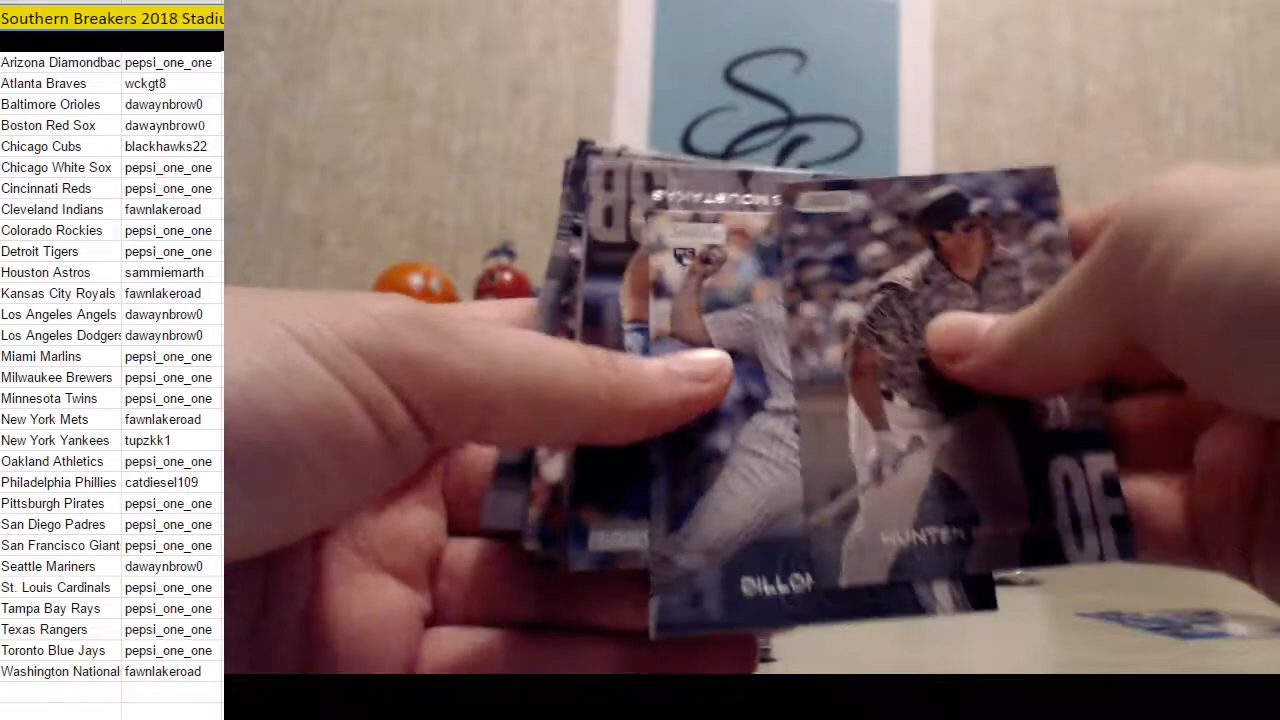 Southern Breakers 2018 Stadiu
Arizona Diamondbac pepsi_one_one
Atlanta Braves wckgt8
Baltimore Orioles dawaynbrow0
Boston Red Sox dawaynbrow0
Chicago Cubs blackhawks22
Chicago White Sox pepsi_one_one
Cincinnati Reds pepsi_one_one
Cleveland Indians fawnlakeroad
Colorado Rockies pepsi_one_one
Detroit Tigers pepsi_one_one
Houston Astros sammiemarth
Kansas City Royals fawnlakeroad
Los Angeles Angels dawaynbrow0
Los Angeles Dodgers dawaynbrow0
Miami Marlins pepsi_one_one
Milwaukee Brewers pepsi_one_one
Minnesota Twins pepsi_one_one
New York Mets fawnlakeroad
New York Yankees tupzkk1
Oakland Athletics pepsi_one_one
Philadelphia Phillies catdiesel109
Pittsburgh Pirates pepsi_one_one
San Diego Padres pepsi_one_one
San Francisco Giant pepsi_one_one
Seattle Mariners dawaynbrow0
St. Louis Cardinals pepsi_one_one
Tampa Bay Rays pepsi_one_one
Texas Rangers pepsi_one_one
Toronto Blue Jays pepsi_one_one
Washington National fawnlakeroad
SB
MOUSTAKAS
HUNTER
DILLON
OF